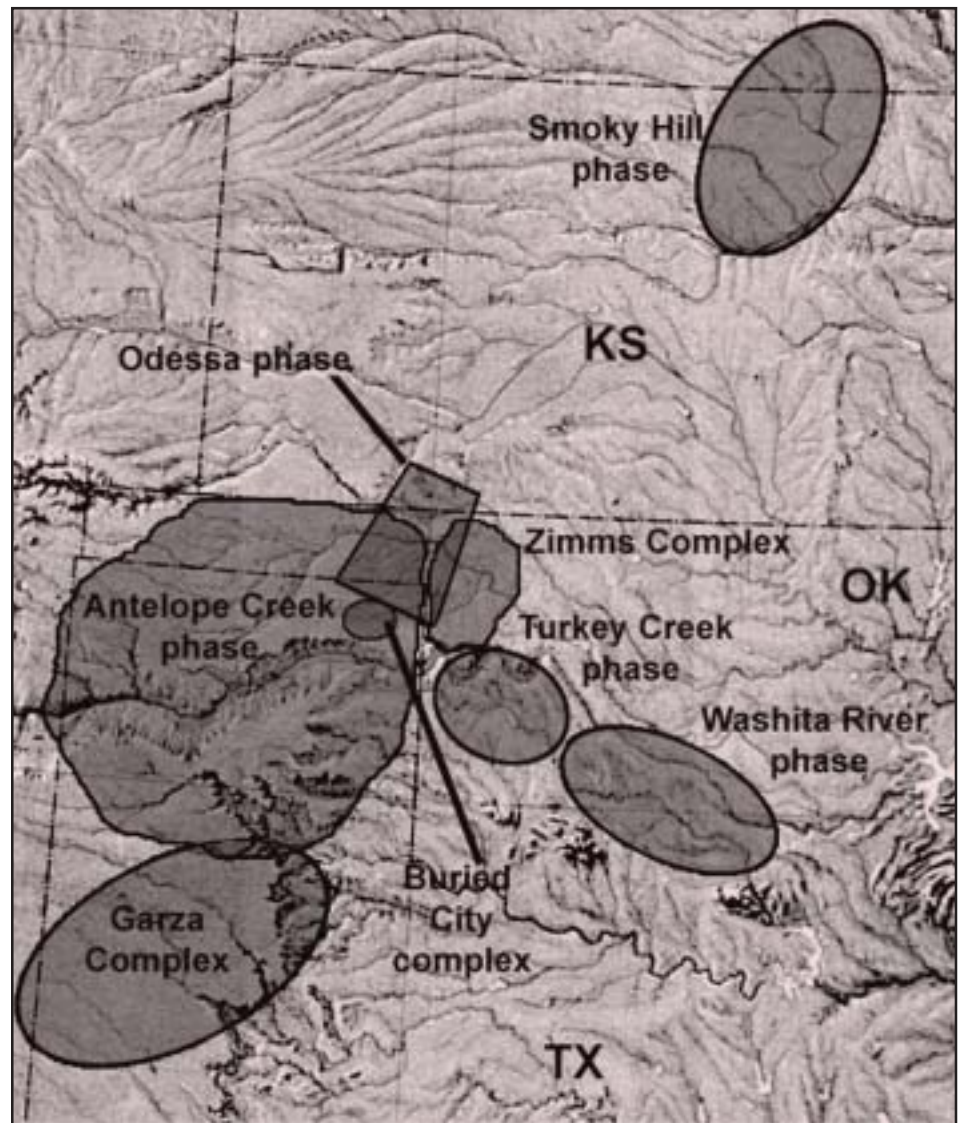 Smoky Hill
phase
KS
Odessa phase
Zimms Complex
OK
Antelope Creek
phase
Turkey Creek
phase
Washita River
phase
Buried
City
complex
Garza
Complex
TX